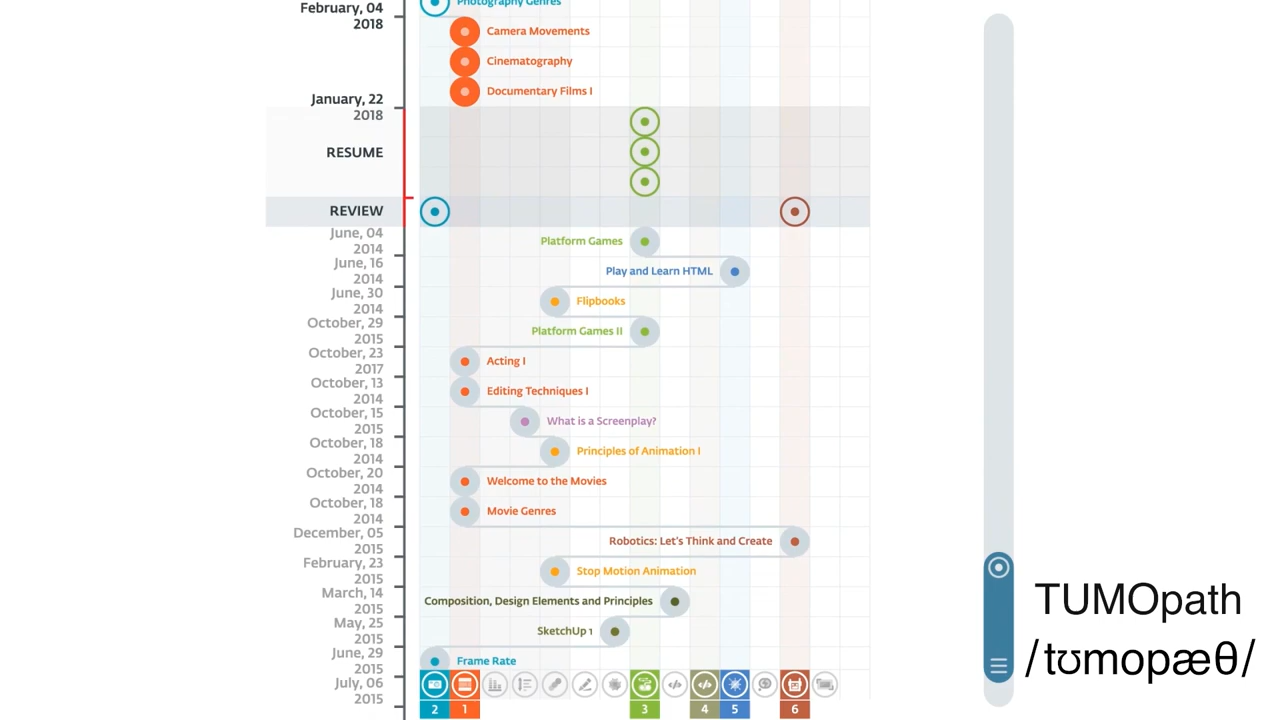 Photography Genres
February, 04
2018
Camera Movements
Cinematography
Documentary Films I
January, 22
2018
RESUME
REVIEW
June, 04
2014
Platform Games
June, 16
2014
Play and Learn HTML
June, 30
2014
Flipbooks
October, 29
2015
Platform Games II
October, 23
2017
Acting I
October, 13
2014
Editing Techniques I
October, 15
2015
What is a Screenplay?
October, 18
2014
Principles of Animation I
October, 20
2014
Welcome to the Movies
October, 18
2014
Movie Genres
December, 05
2015
Robotics: Let's Think and Create
February, 23
2015
Stop Motion Animation
March, 14
2015
Composition, Design Elements and Principles
May, 25
2015
SketchUp 1
June, 29
2015
Frame Rate
July, 06
2015
2 1 3 4 5 6
TUMOpath
/tʊmopæθ/